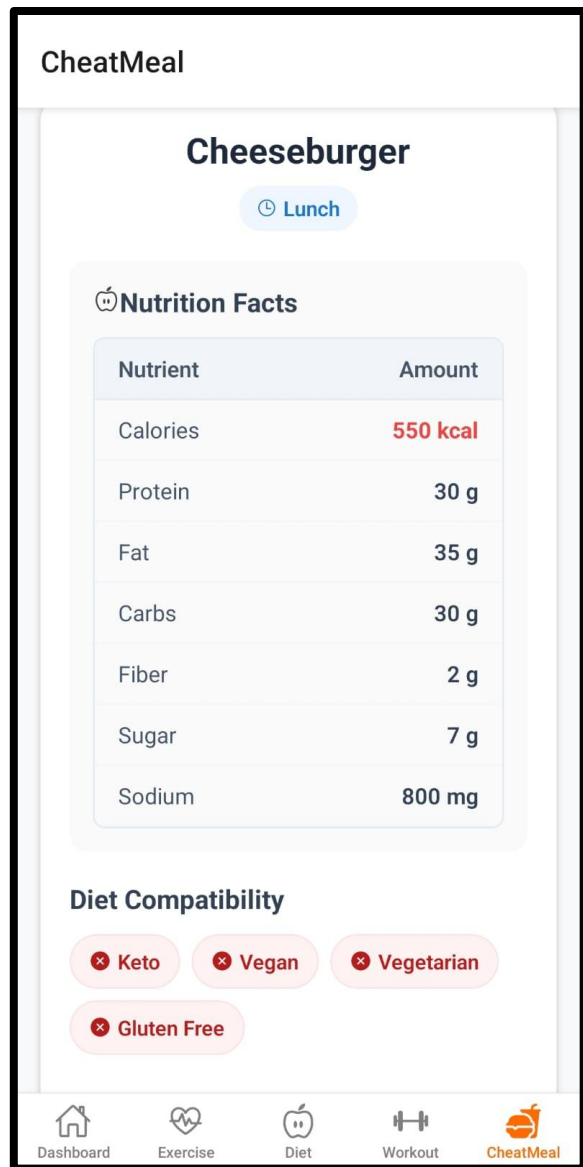 CheatMeal
Cheeseburger
Lunch
Nutrition Facts
Nutrient Amount
Calories 550 kcal
Protein 30 g
Fat 35 g
Carbs 30 g
Fiber 2 g
Sugar 7 g
Sodium 800 mg
Diet Compatibility
Keto Vegan Vegetarian
Gluten Free
Dashboard Exercise Diet Workout CheatMeal